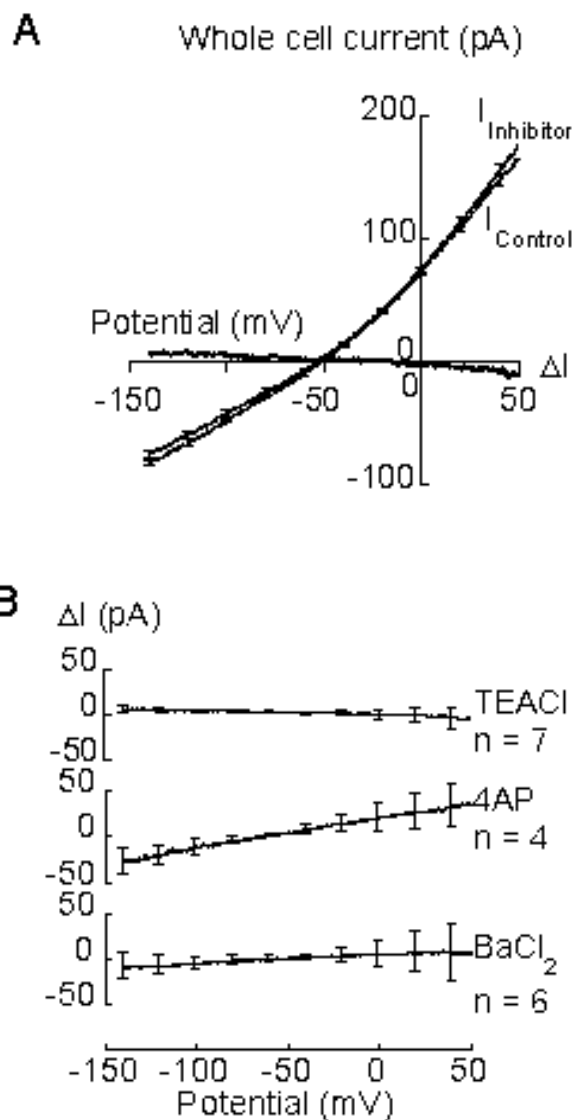 A
Whole cell current (pA)
200
I Inhibitor
100
I Control
Potential (mV)
0
ΔI
-150
-50
0
50
-100
B
ΔI (pA)
50
0
-50
TEACl
n = 7
50
0
-50
4AP
n = 4
50
0
-50
BaCl2
n = 6
-150 -100 -50 0 50
Potential (mV)